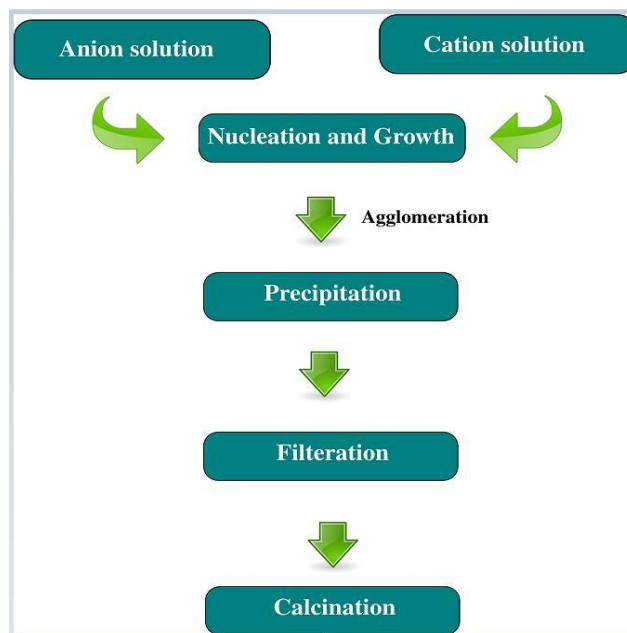 Anion solution
Cation solution
Nucleation and Growth
Agglomeration
Precipitation
Filteration
Calcination